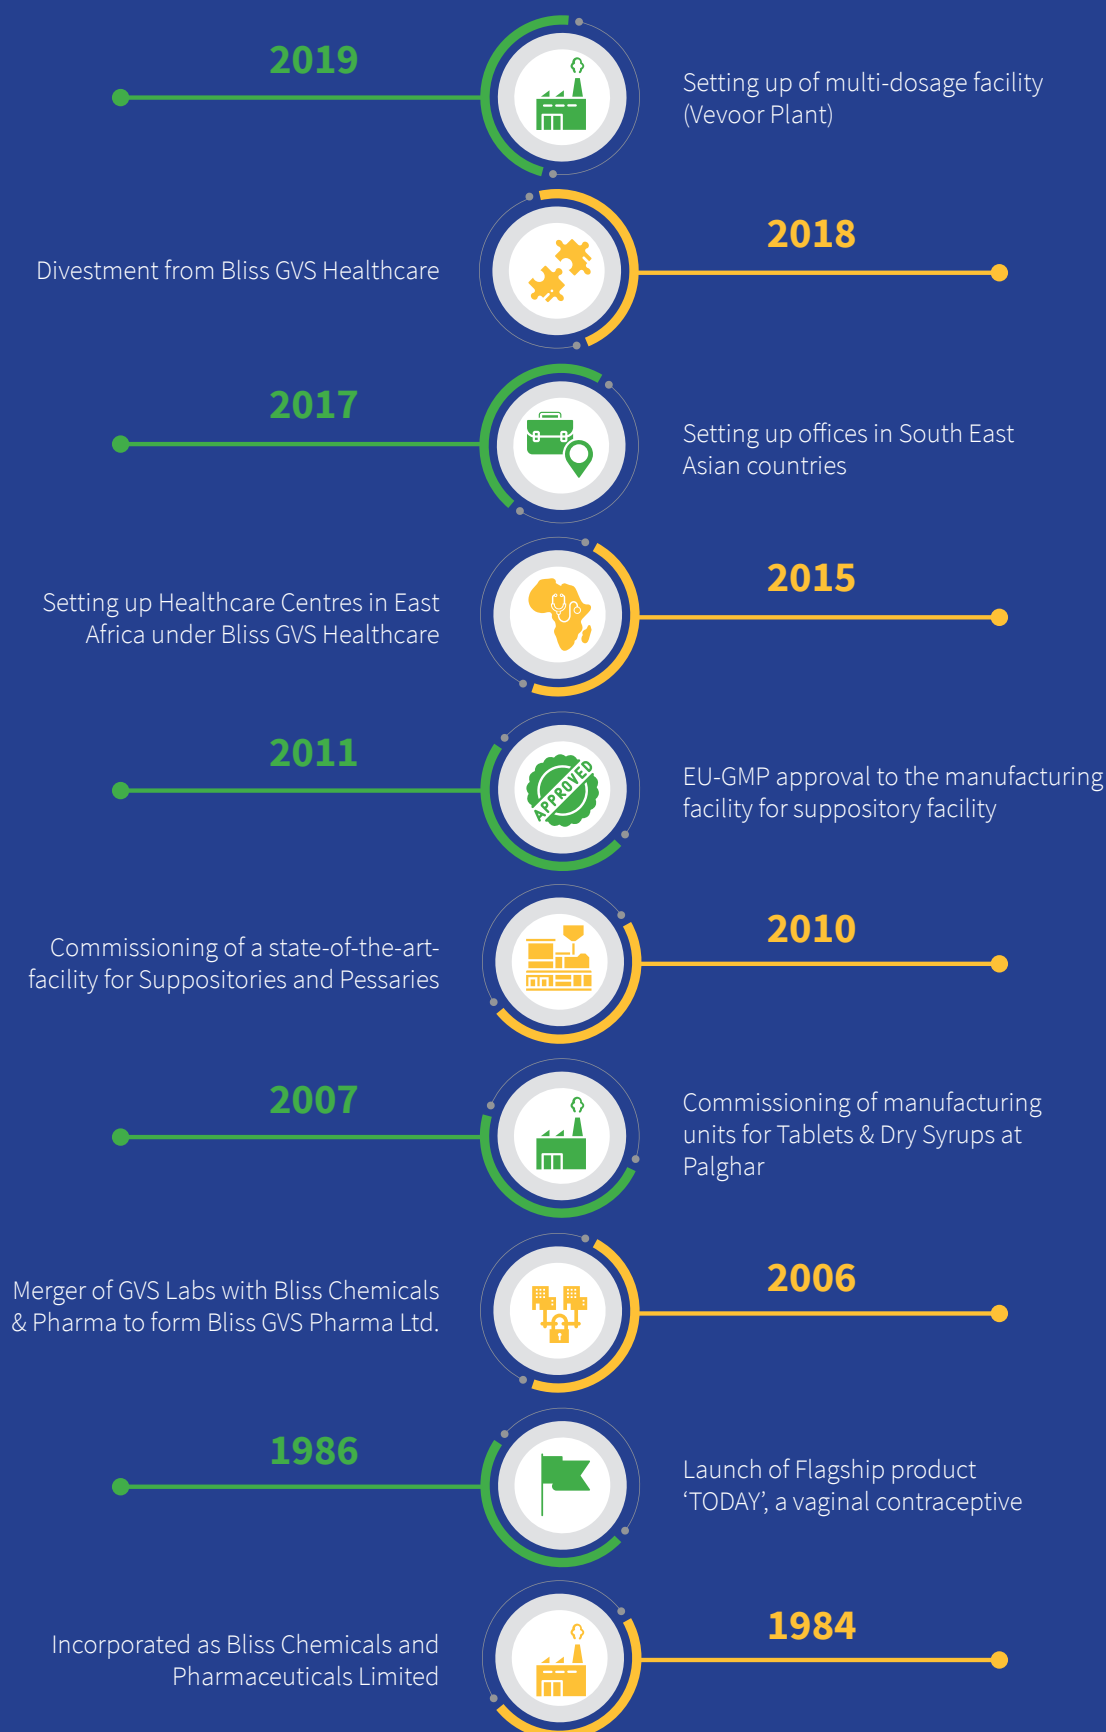 2019
Setting up of multi-dosage facility
(Vevoor Plant)
2018
Divestment from Bliss GVS Healthcare
2017
Setting up offices in South East
Asian countries
2015
Setting up Healthcare Centres in East
Africa under Bliss GVS Healthcare
2011
APPROVED
EU-GMP approval to the manufacturing
facility for suppository facility
2010
Commissioning of a state-of-the-art-
facility for Suppositories and Pessaries
2007
Commissioning of manufacturing
units for Tablets & Dry Syrups at
Palghar
2006
Merger of GVS Labs with Bliss Chemicals
& Pharma to form Bliss GVS Pharma Ltd.
1986
Launch of Flagship product
‘TODAY’, a vaginal contraceptive
1984
Incorporated as Bliss Chemicals and
Pharmaceuticals Limited